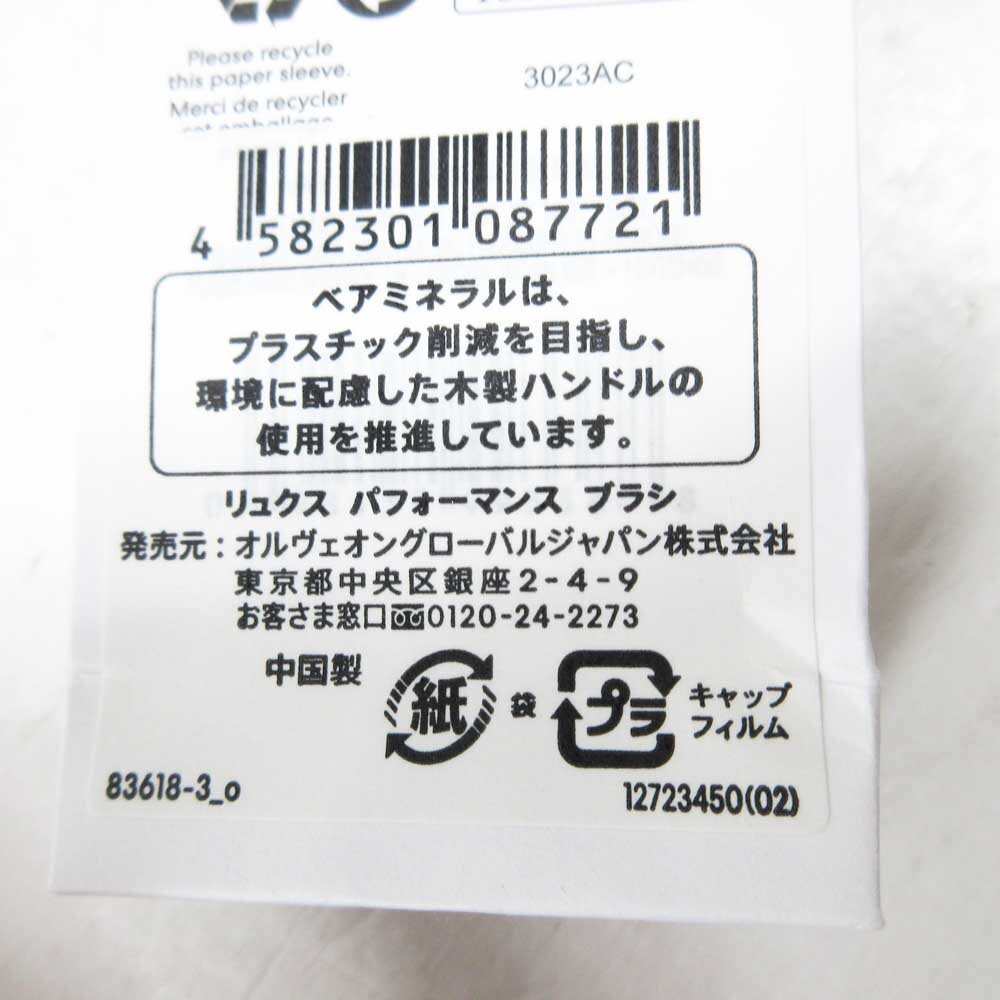 Please recycle
this paper sleeve.
Merci de recycler
cet emballage
3023AC
4 582301 087721
ベアミネラルは、
プラスチック削減を目指し、
環境に配慮した木製ハンドルの
使用を推進しています。
リュクス パフォーマンス ブラシ
発売元：オルヴェオングローバルジャパン株式会社
東京都中央区銀座2-4-9
お客さま窓口0120-24-2273
中国製
紙 袋
プラ キャップ
フィルム
83618-3_o
12723450(02)